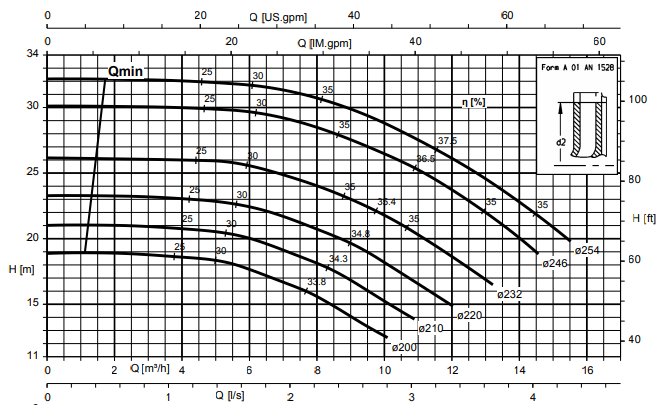 0 20 Q [US.gpm] 40 60
0 20 Q [IM.gpm] 40 60
34
Qmin
Form A 01 AN 1528
25 30 35 η [%]
30
100
25 30 35 37.5
d2
36.5
25
25 30
80
35 36.4 35 35 35
25 30
H [ft]
25 30 34.8
20
ø254
25 30 34.3
ø246
60
H [m]
33.8
ø232
15
ø220
ø210
ø200
40
11
0 2 4 6 8 10 12 14 16
Q [m³/h]
0 1 Q [l/s] 2 3 4